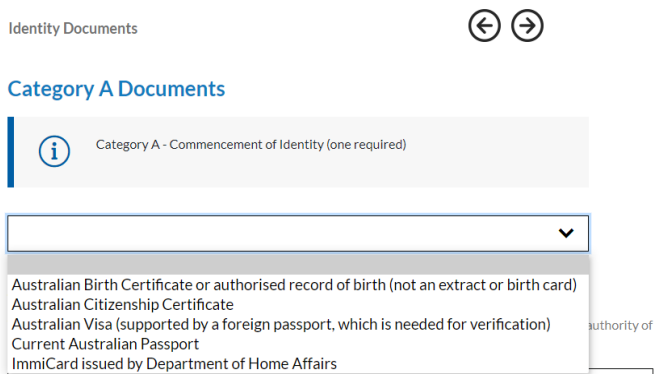 Identity Documents
Category A Documents
Category A - Commencement of Identity (one required)
Australian Birth Certificate or authorised record of birth (not an extract or birth card)
Australian Citizenship Certificate
Australian Visa (supported by a foreign passport, which is needed for verification)
authority of
Current Australian Passport
ImmiCard issued by Department of Home Affairs